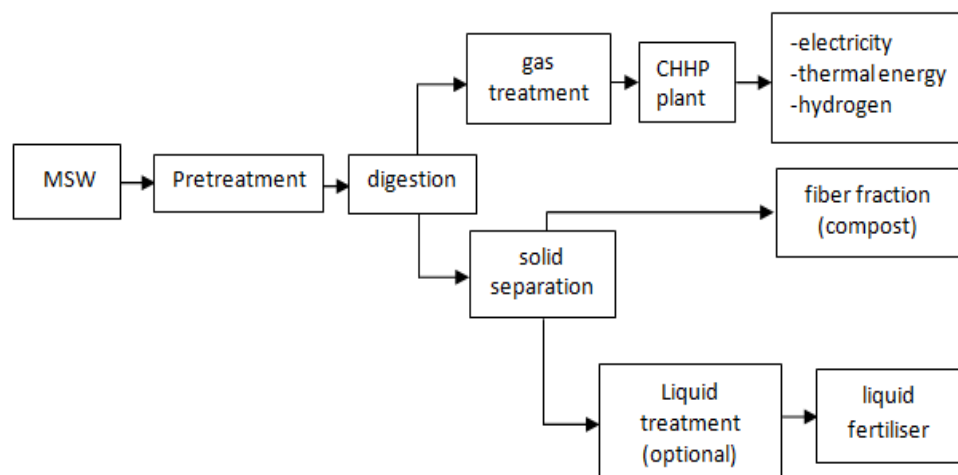 MSW
Pretreatment
digestion
gas
treatment
CHHP
plant
-electricity
-thermal energy
-hydrogen
solid
separation
fiber fraction
(compost)
Liquid
treatment
(optional)
liquid
fertiliser